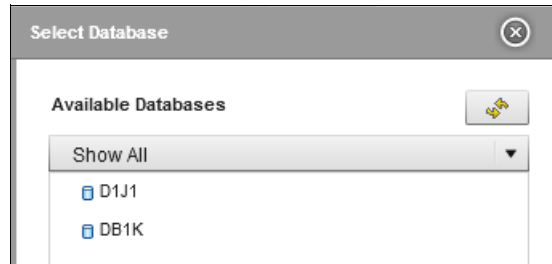 Select Database
Available Databases
Show All
D1J1
DB1K